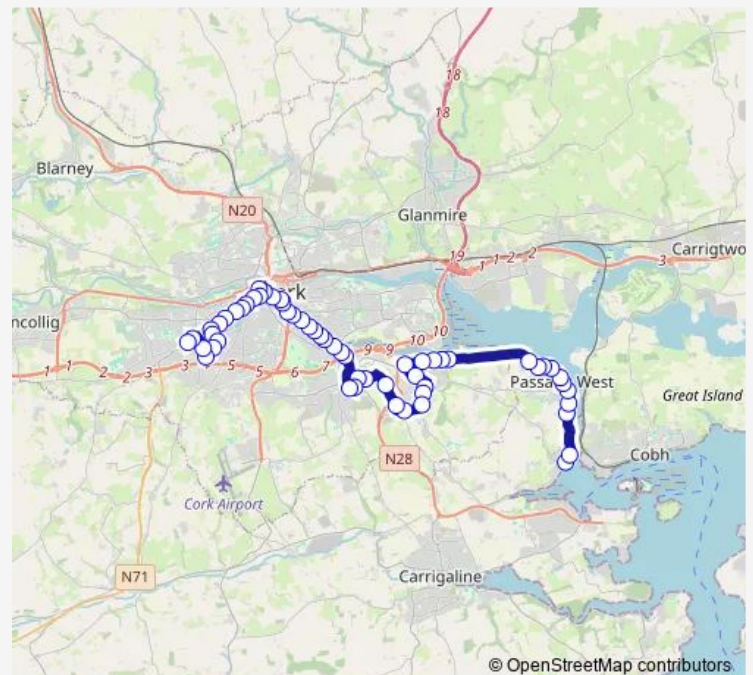 18
18
Blarney
N20
Glanmire
19
1
1
2
2
Carrigtwo
3
rk
ncollig
10
10
9
9
1
1
2
2
3
3
5
5
6
7
Passa
West
Great Island
N28
Cobh
Cork Airport
N71
Carrigaline
© OpenStreetMap contributors